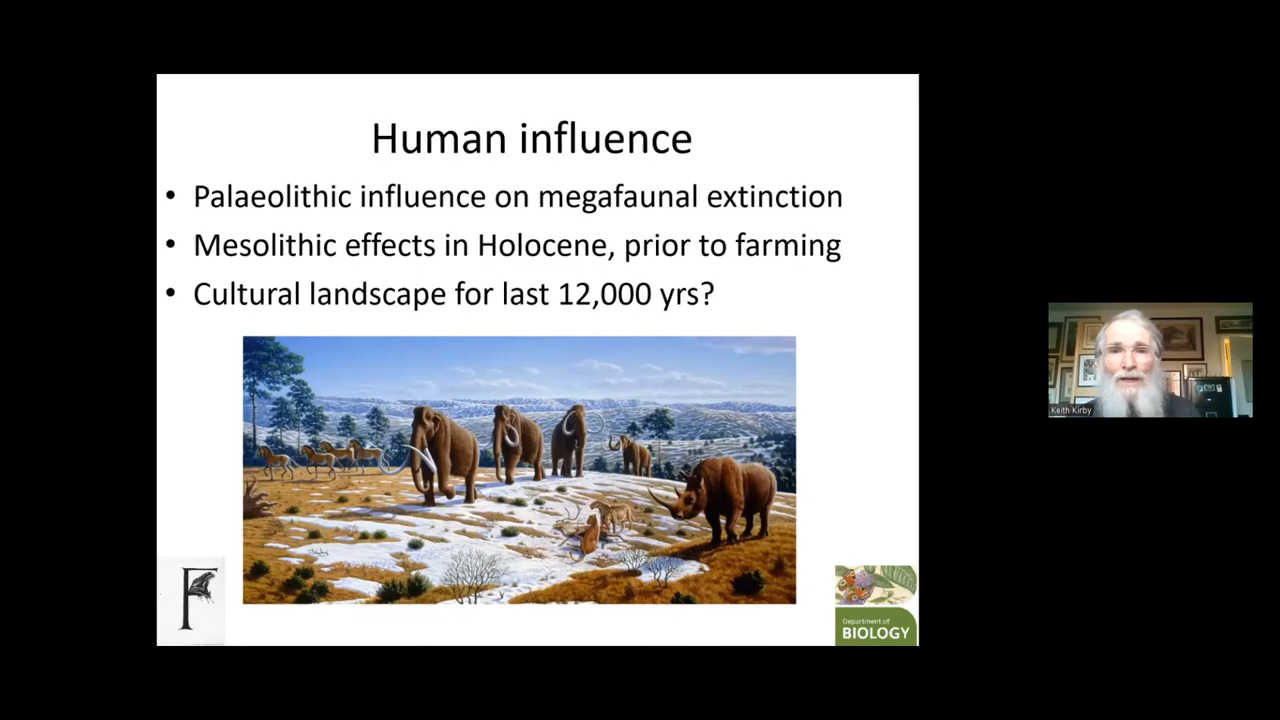 Human influence
• Palaeolithic influence on megafaunal extinction
• Mesolithic effects in Holocene, prior to farming
• Cultural landscape for last 12,000 yrs?
Keith Kirby
F
Department of
BIOLOGY